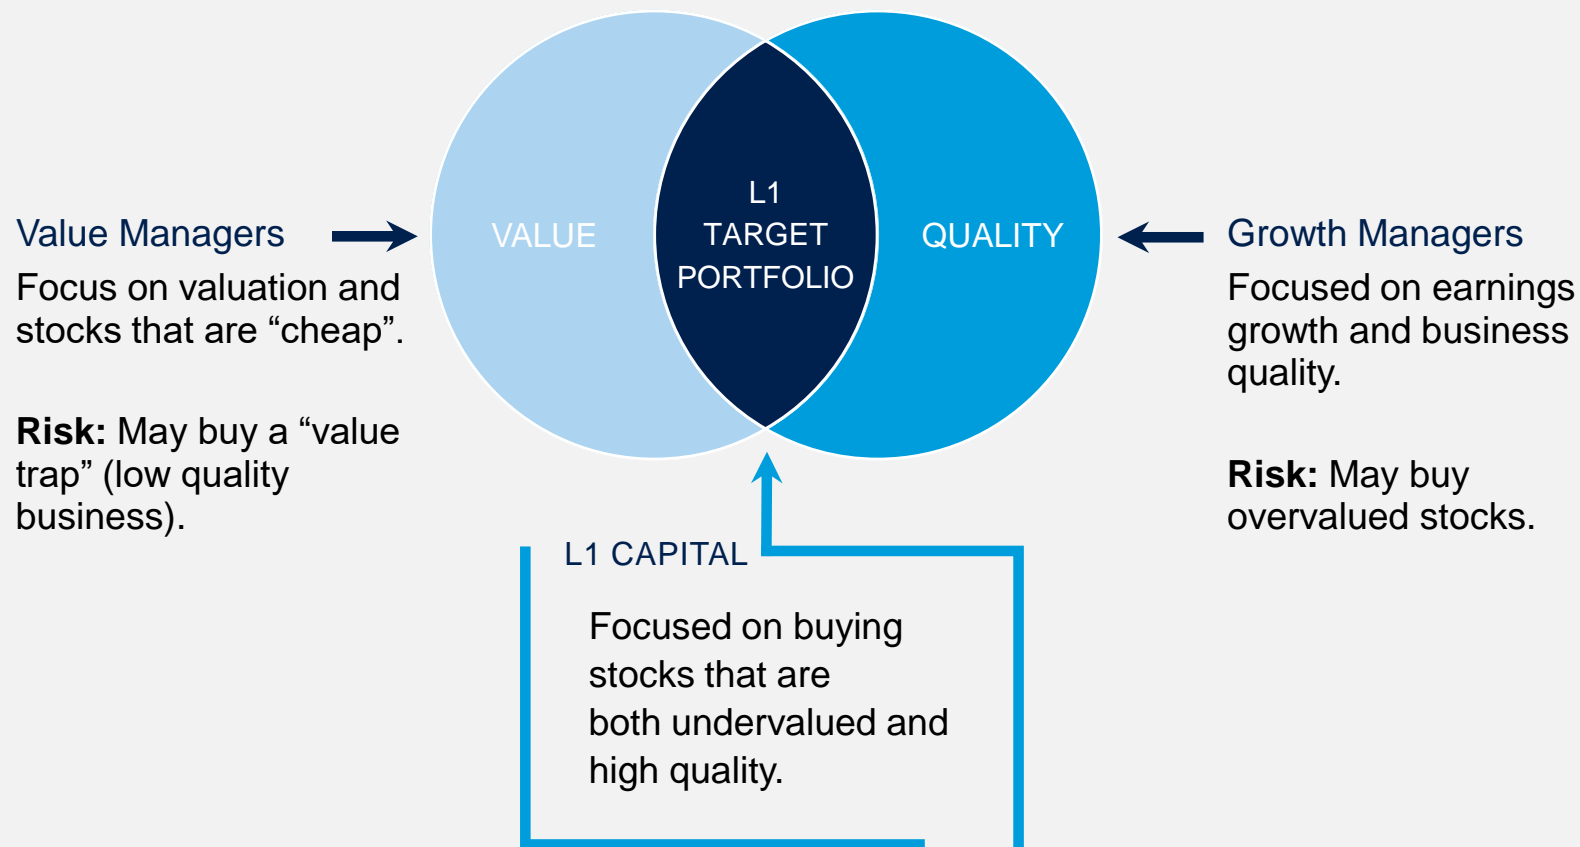 Value Managers
Focus on valuation and
stocks that are “cheap”.
Risk: May buy a “value
trap” (low quality
business).
VALUE
L1
TARGET
PORTFOLIO
QUALITY
Growth Managers
Focused on earnings
growth and business
quality.
Risk: May buy
overvalued stocks.
L1 CAPITAL
Focused on buying
stocks that are
both undervalued and
high quality.